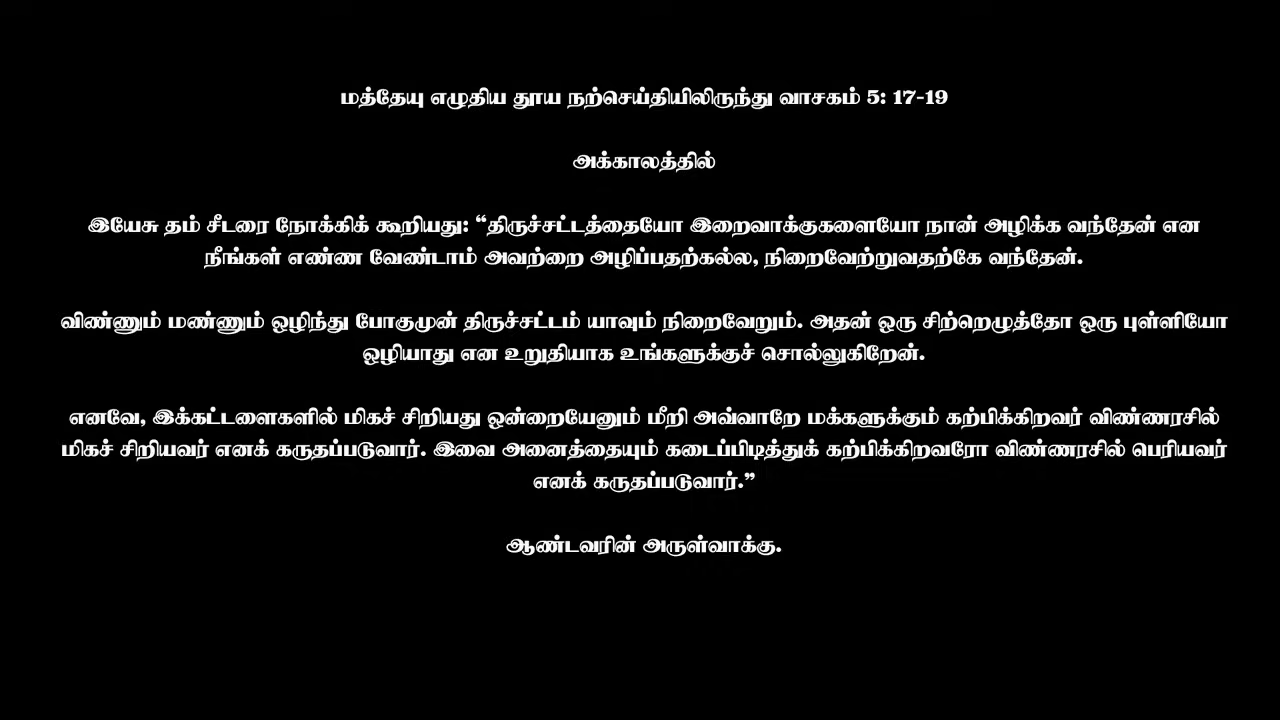 மத்தேயு எழுதிய தூய நற்செய்தியிலிருந்து வாசகம் 5: 17-19
அக்காலத்தில்
இயேசு தம் சீடரை நோக்கிக் கூறியது: “திருச்சட்டத்தையோ இறைவாக்குகளையோ நான் அழிக்க வந்தேன் என
நீங்கள் எண்ண வேண்டாம் அவற்றை அழிப்பதற்கல்ல, நிறைவேற்றுவதற்கே வந்தேன்.
விண்ணும் மண்ணும் ஒழிந்து போகுமுன் திருச்சட்டம் யாவும் நிறைவேறும். அதன் ஒரு சிற்றெழுத்தோ ஒரு புள்ளியோ
ஒழியாது என உறுதியாக உங்களுக்குச் சொல்லுகிறேன்.
எனவே, இக்கட்டளைகளில் மிகச் சிறியது ஒன்றையேனும் மீறி அவ்வாறே மக்களுக்கும் கற்பிக்கிறவர் விண்ணரசில்
மிகச் சிறியவர் எனக் கருதப்படுவார். இவை அனைத்தையும் கடைப்பிடித்துக் கற்பிக்கிறவரோ விண்ணரசில் பெரியவர்
எனக் கருதப்படுவார்.”
ஆண்டவரின் அருள்வாக்கு.